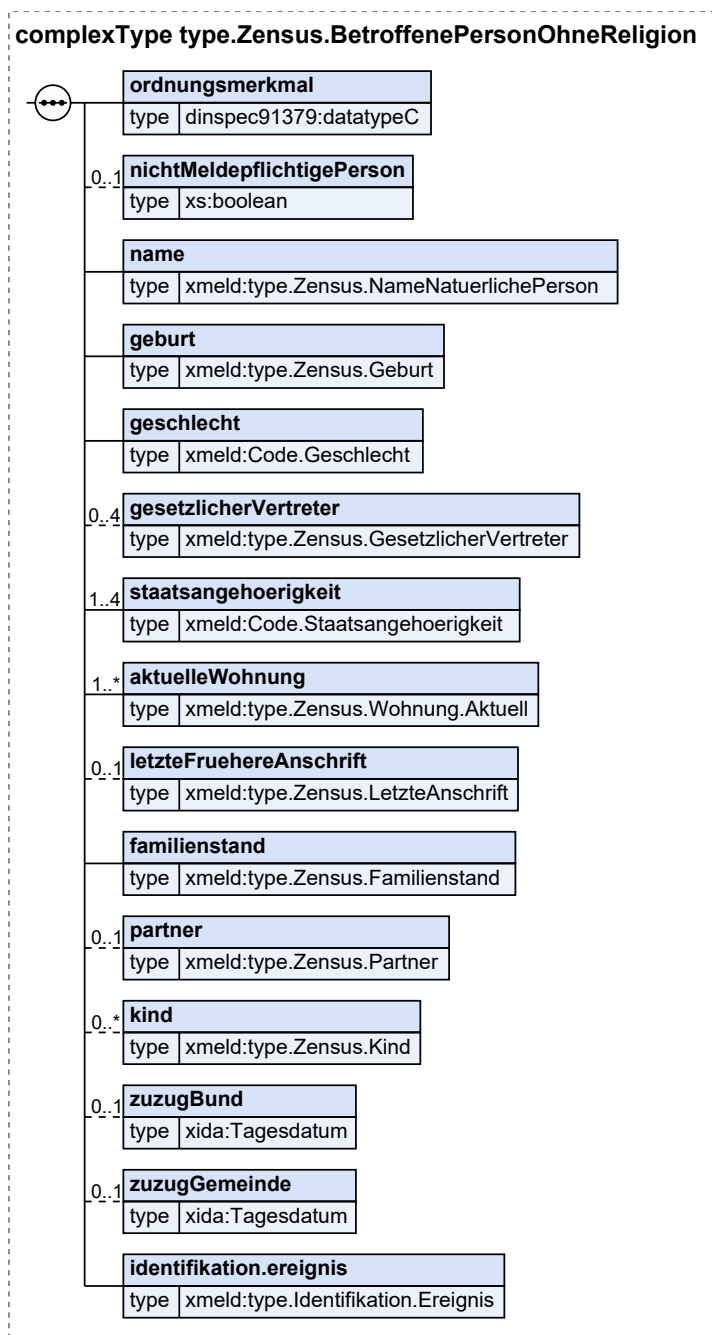 complexType type.Zensus.BetroffenePersonOhneReligion
ordnungsmerkmal
type dinspec91379:datatypeC
0..1 nichtMeldepflichtigePerson
type xs:boolean
name
type xmeld:type.Zensus.NameNatuerlichePerson
geburt
type xmeld:type.Zensus.Geburt
geschlecht
type xmeld:Code.Geschlecht
0..4 gesetzlicherVertreter
type xmeld:type.Zensus.GesetzlicherVertreter
1..4 staatsangehoerigkeit
type xmeld:Code.Staatsangehoerigkeit
1..* aktuelleWohnung
type xmeld:type.Zensus.Wohnung.Aktuell
0..1 letzteFruehereAnschrift
type xmeld:type.Zensus.LetzteAnschrift
familienstand
type xmeld:type.Zensus.Familienstand
0..1 partner
type xmeld:type.Zensus.Partner
0..* kind
type xmeld:type.Zensus.Kind
0..1 zuzugBund
type xida:Tagesdatum
0..1 zuzugGemeinde
type xida:Tagesdatum
identifikation.ereignis
type xmeld:type.Identifikation.Ereignis